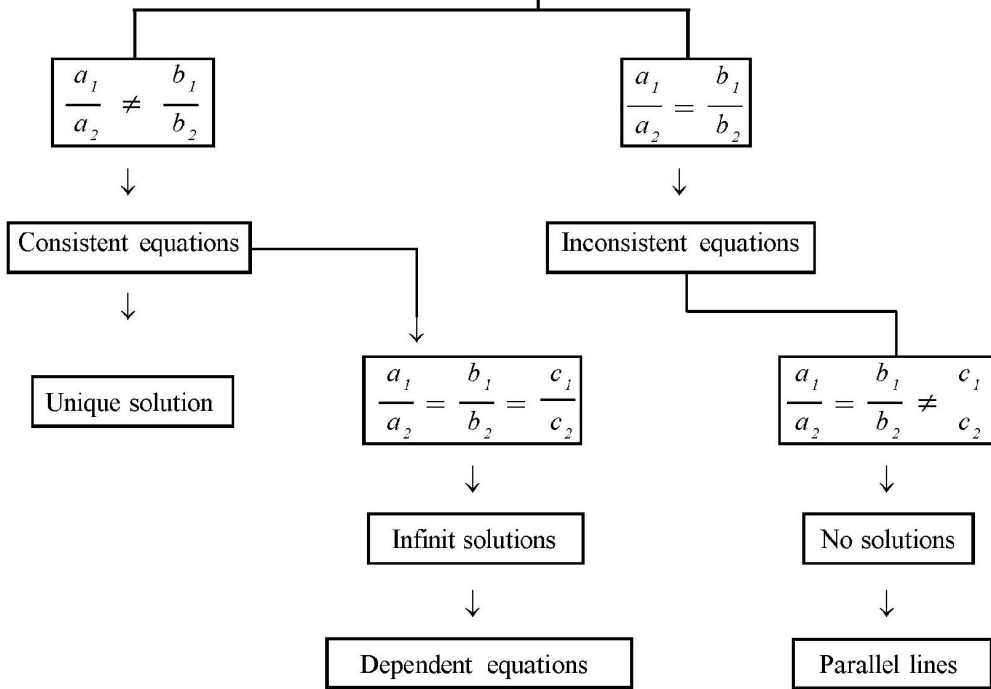 a₁/a₂ ≠ b₁/b₂
a₁/a₂ = b₁/b₂
Consistent equations
Inconsistent equations
Unique solution
a₁/a₂ = b₁/b₂ = c₁/c₂
a₁/a₂ = b₁/b₂ ≠ c₁ c₂
Infinit solutions
No solutions
Dependent equations
Parallel lines